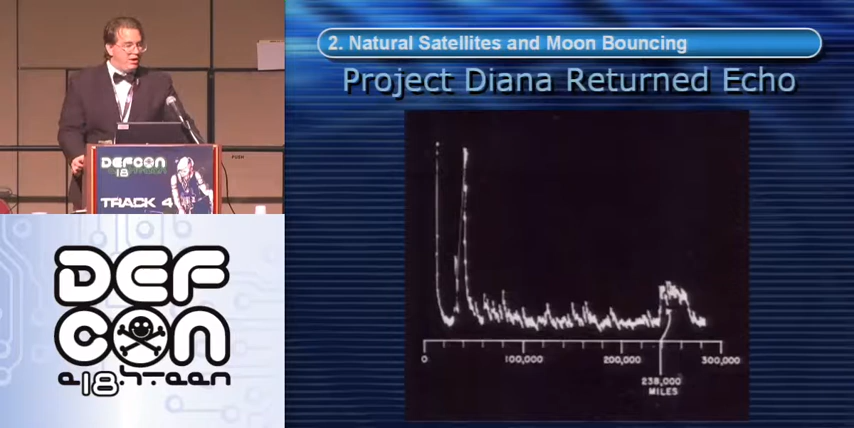 2. Natural Satellites and Moon Bouncing
Project Diana Returned Echo
0
100,000
200,000
300,000
238,000
MILES
PUSH
DEFCON
18
TRACK 4
DEF
CON
e18hteen